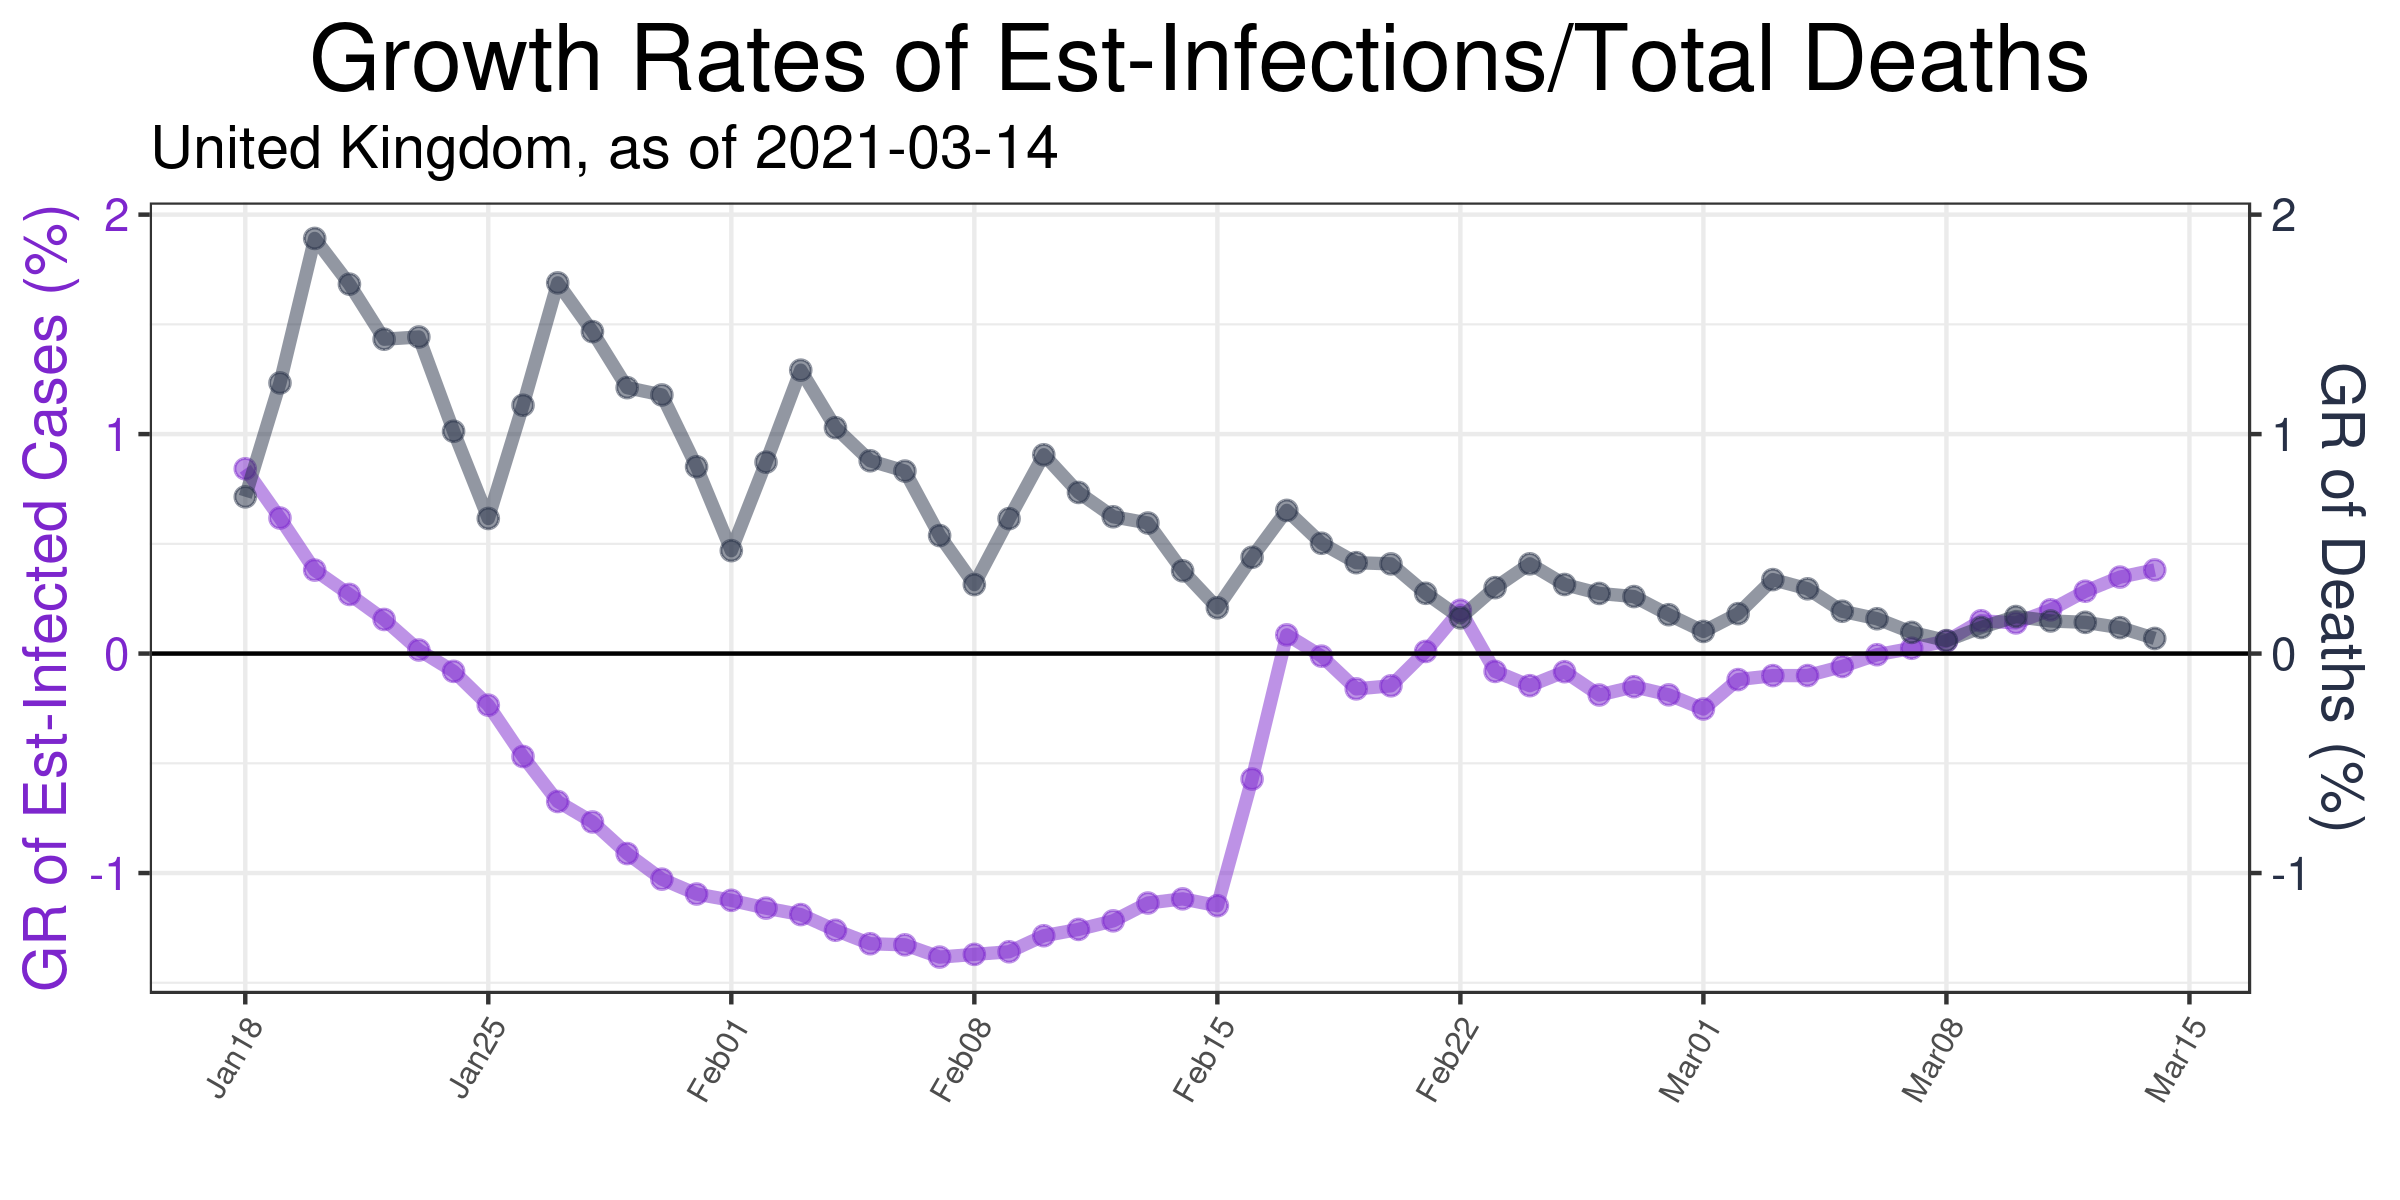 Growth Rates of Est-Infections/Total Deaths
United Kingdom, as of 2021-03-14
GR of Est-Infected Cases (%)
2
1
0
-1
2
1
0
-1
GR of Deaths (%)
Jan18
Jan25
Feb01
Feb08
Feb15
Feb22
Mar01
Mar08
Mar15